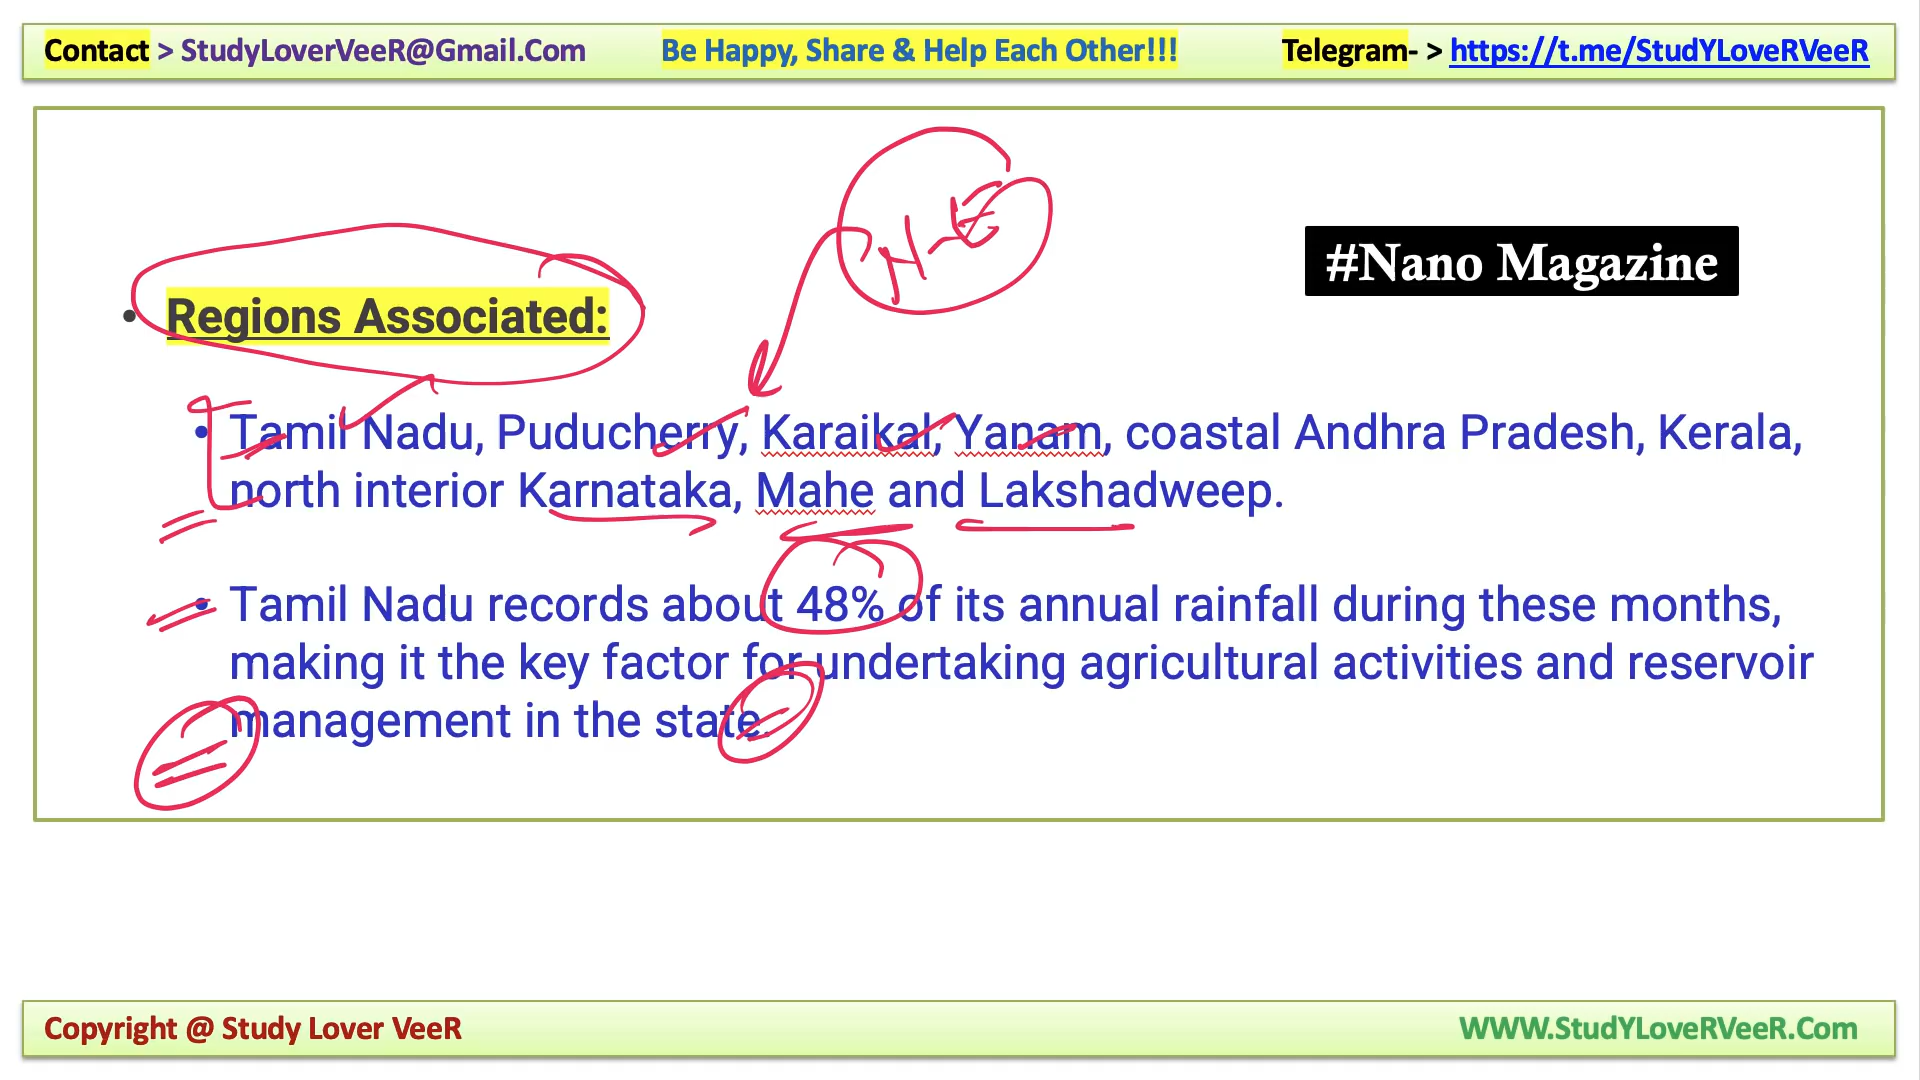 Contact > StudyLoverVeeR@Gmail.Com Be Happy, Share & Help Each Other!!! Telegram- > https://t.me/StudYLoveRVeeR
N-E
#Nano Magazine
• Regions Associated:
• Tamil Nadu, Puducherry, Karaikal, Yanam, coastal Andhra Pradesh, Kerala,
north interior Karnataka, Mahe and Lakshadweep.
• Tamil Nadu records about 48% of its annual rainfall during these months,
making it the key factor for undertaking agricultural activities and reservoir
management in the state.
Copyright @ Study Lover VeeR WWW.StudYLoveRVeeR.Com